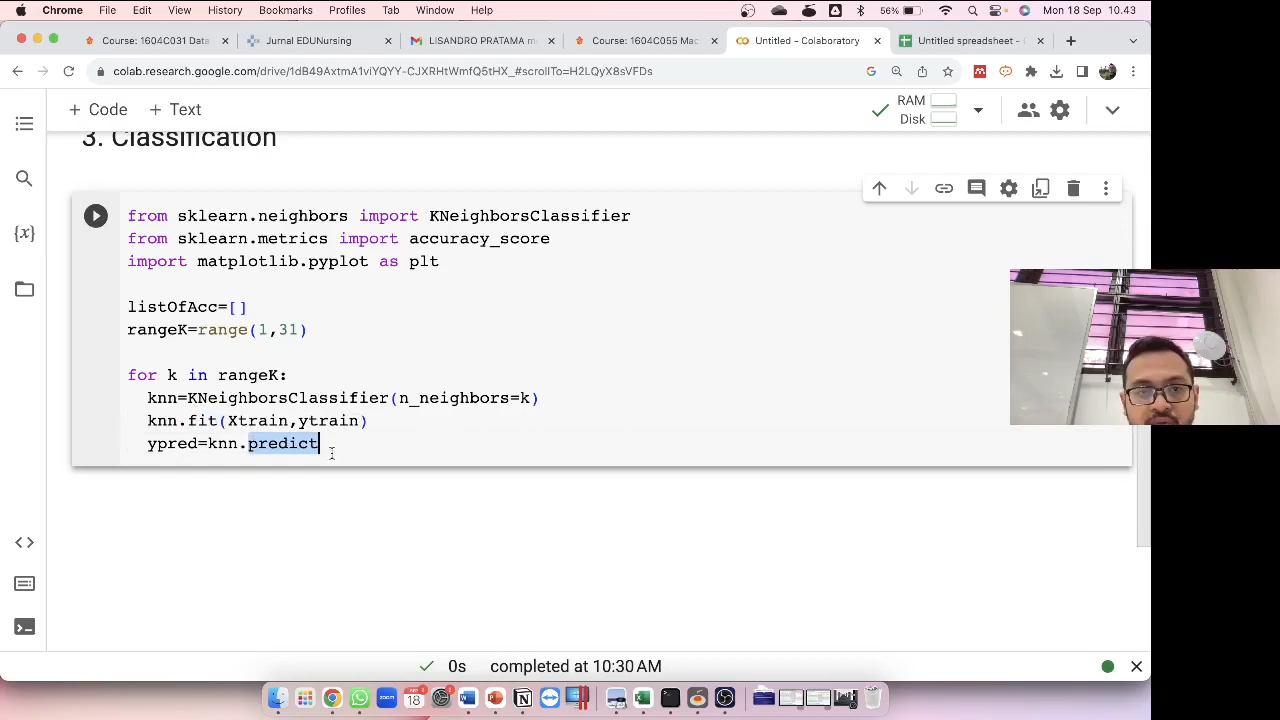 Chrome File Edit View History Bookmarks Profiles Tab Window Help 56% Mon 18 Sep 10.43
Course: 1604C031 Data Jurnal EDUNursing LISANDRO PRATAMA m Course: 1604C055 Mac Untitled - Colaboratory Untitled spreadsheet - G
colab.research.google.com/drive/1dB49AxtmA1viYQYY-CJXRHtWmfQ5tHX_#scrollTo=H2LQyX8sVFDs
+ Code + Text RAM
Disk
3. Classification
from sklearn.neighbors import KNeighborsClassifier
from sklearn.metrics import accuracy_score
import matplotlib.pyplot as plt
listOfAcc=[]
rangeK=range(1,31)
for k in rangeK:
knn=KNeighborsClassifier(n_neighbors=k)
knn.fit(Xtrain,ytrain)
ypred=knn.predict
{x}
0s completed at 10:30 AM
zoom 18